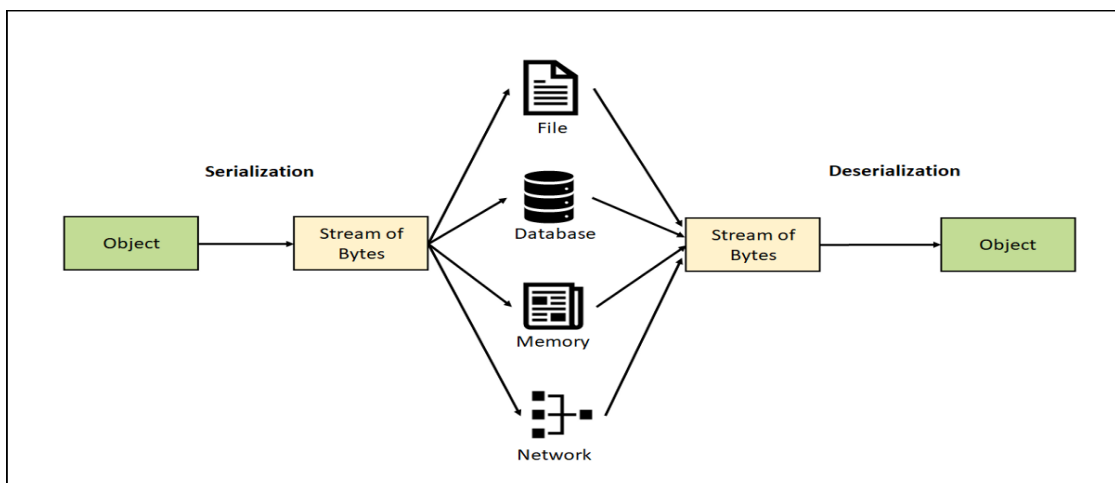 File
Serialization
Deserialization
Database
Object
Stream of
Bytes
Stream of
Bytes
Object
Memory
Network